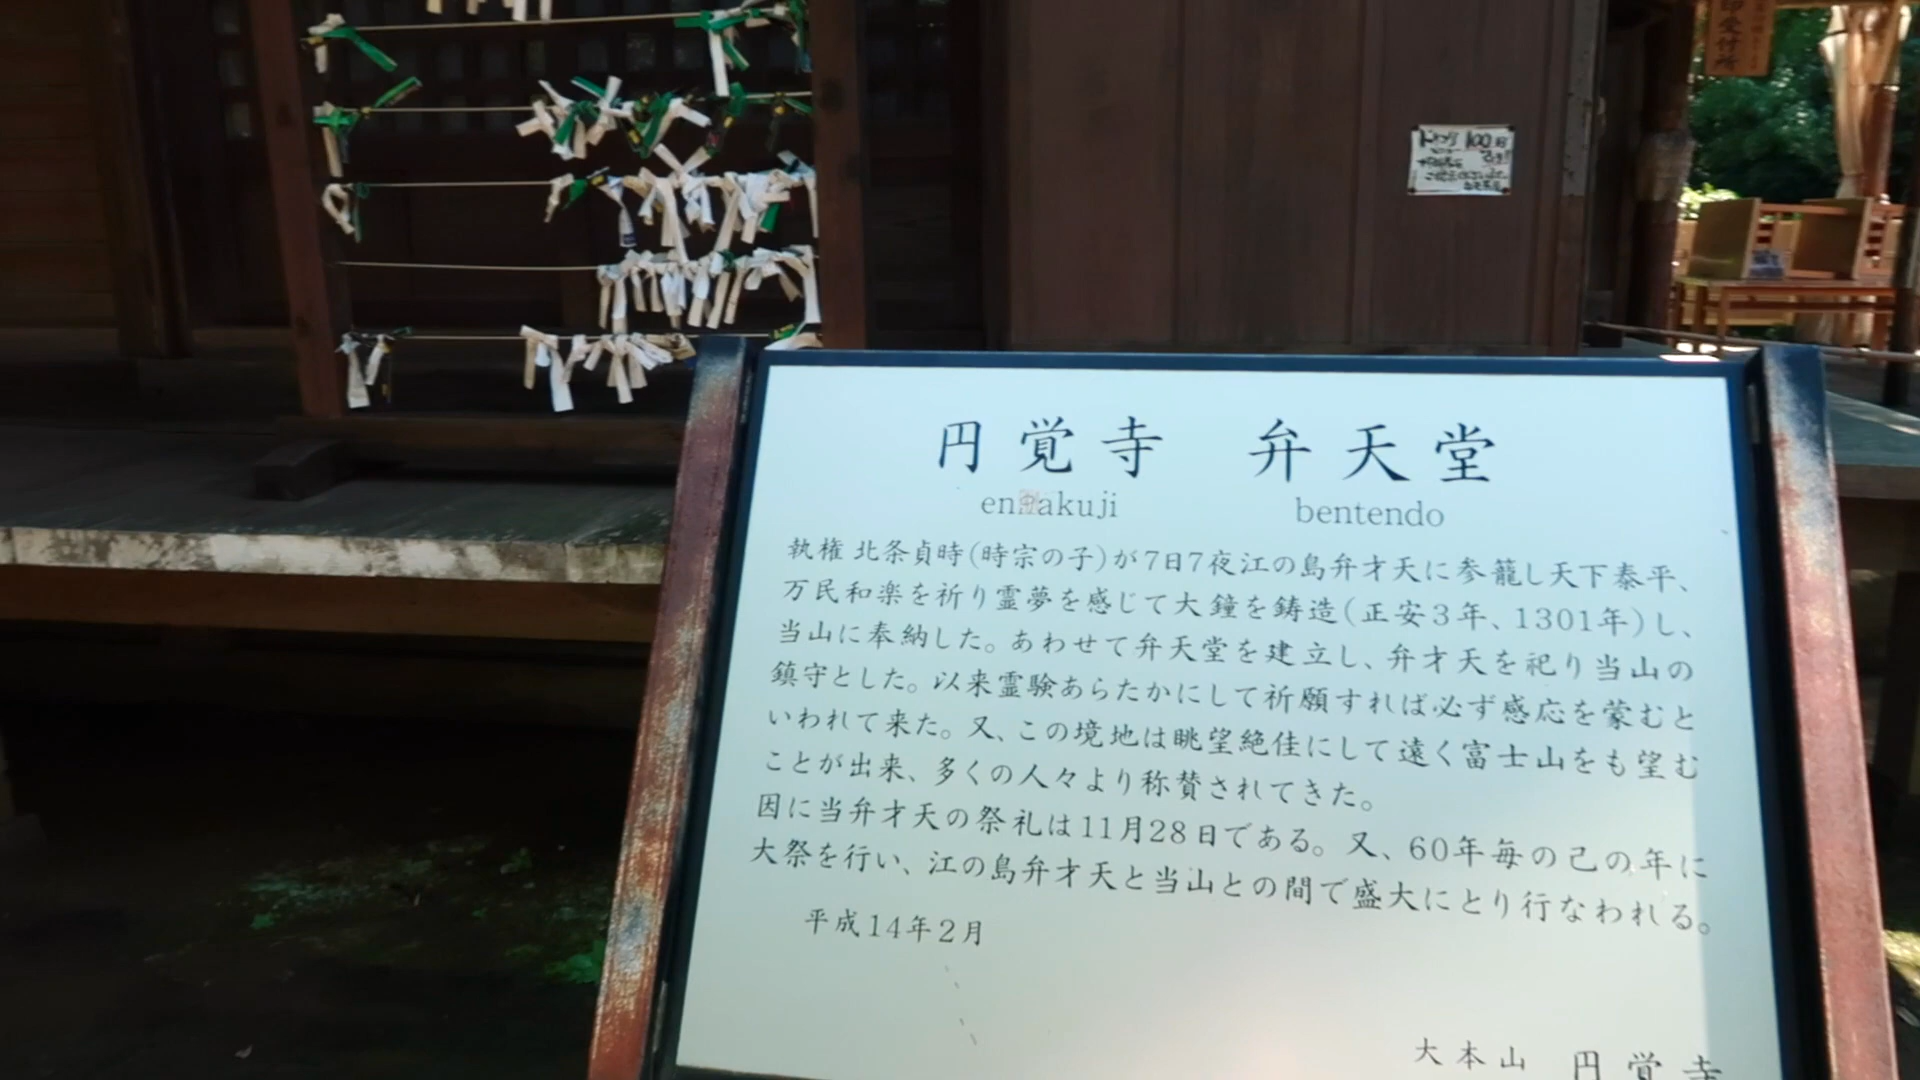 印受付所
100円
円覚寺 弁天堂
en akuji bentendo
執権 北条貞時(時宗の子)が7日7夜江の島弁才天に参籠し天下泰平、
万民和楽を祈り霊夢を感じて大鐘を鋳造(正安3年、1301年)し、
当山に奉納した。あわせて弁天堂を建立し、弁才天を祀り当山の
鎮守とした。以来霊験あらたかにして祈願すれば必ず感応を蒙むと
いわれて来た。又、この境地は眺望絶佳にして遠く富士山をも望む
ことが出来、多くの人々より称賛されてきた。
因に当弁才天の祭礼は11月28日である。又、60年毎の己の年に
大祭を行い、江の島弁才天と当山との間で盛大にとり行なわれる。
平成14年2月
大本山 円覚寺